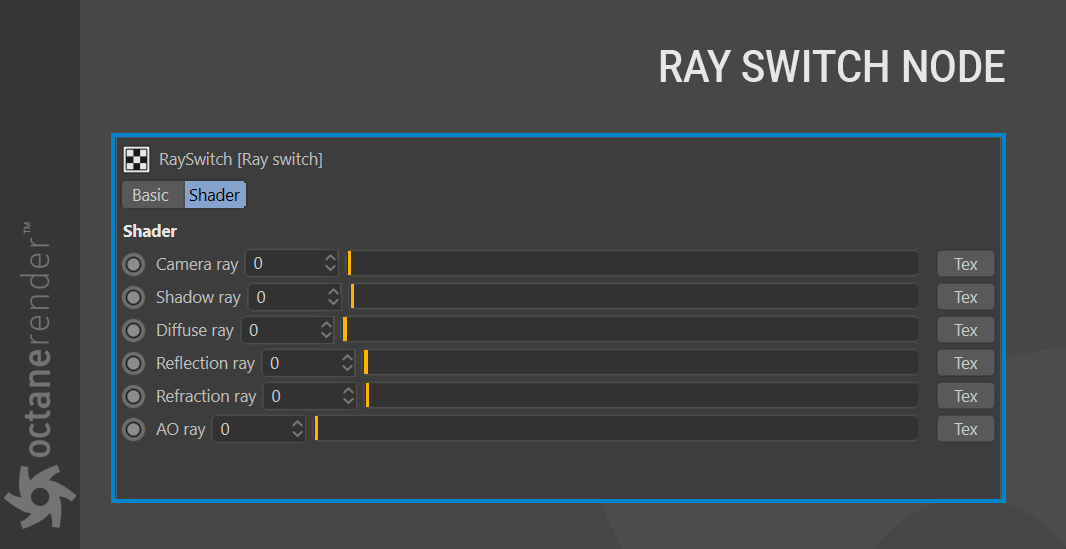 RAY SWITCH NODE
RaySwitch [Ray switch]
Basic Shader
Shader
Camera ray 0 Tex
Shadow ray 0 Tex
Diffuse ray 0 Tex
Reflection ray 0 Tex
Refraction ray 0 Tex
AO ray 0 Tex
octanerender™